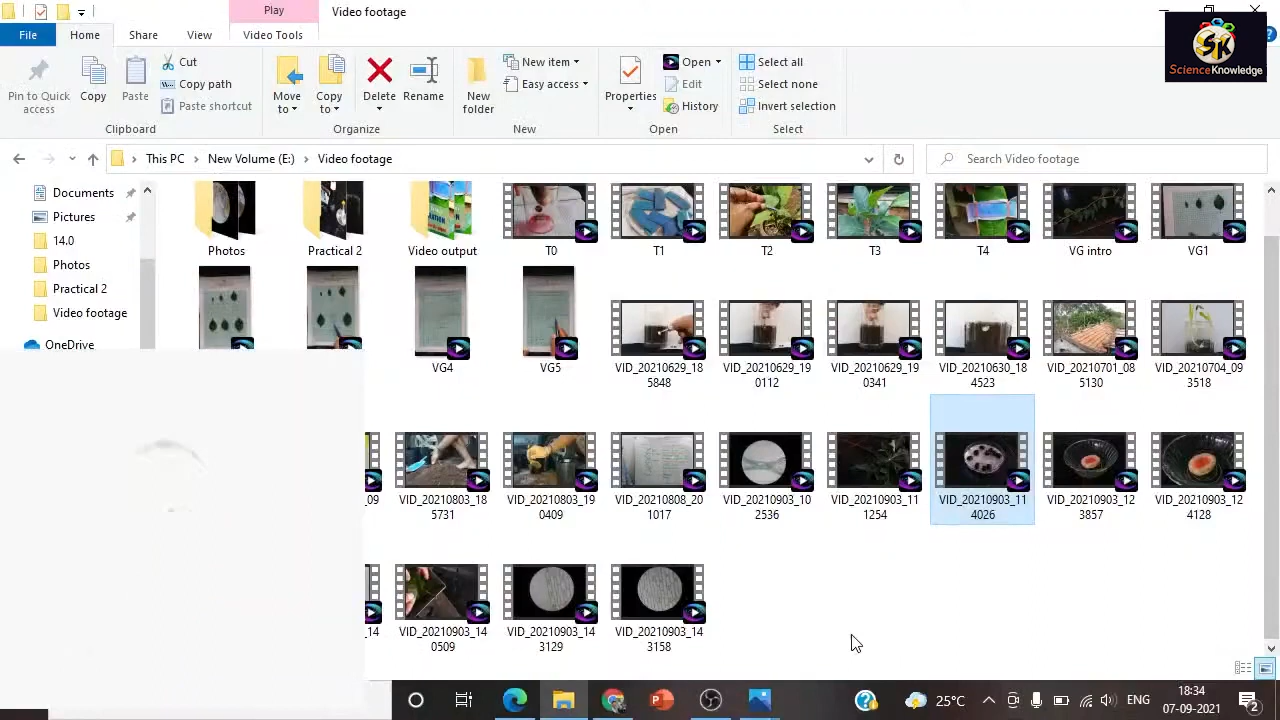 Play
Video footage
File
Home
Share
View
Video Tools
SK
Science Knowledge
Pin to Quick
access
Copy
Paste
Cut
Copy path
Paste shortcut
Move
to
Copy
to
Delete
Rename
New
folder
New item
Easy access
Properties
Open
Edit
History
Select all
Select none
Invert selection
Clipboard
Organize
New
Open
Select
This PC
New Volume (E:)
Video footage
Search Video footage
Documents
Pictures
14.0
Photos
Practical 2
Video footage
OneDrive
Photos
Practical 2
Video output
T0
T1
T2
T3
T4
VG intro
VG1
VG4
VG5
VID_20210629_18
5848
VID_20210629_19
0112
VID_20210629_19
0341
VID_20210630_18
4523
VID_20210701_08
5130
VID_20210704_09
3518
_09
VID_20210803_18
5731
VID_20210803_19
0409
VID_20210808_20
1017
VID_20210903_10
2536
VID_20210903_11
1254
VID_20210903_11
4026
VID_20210903_12
3857
VID_20210903_12
4128
_14
VID_20210903_14
0509
VID_20210903_14
3129
VID_20210903_14
3158
25°C
ENG
18:34
07-09-2021
2